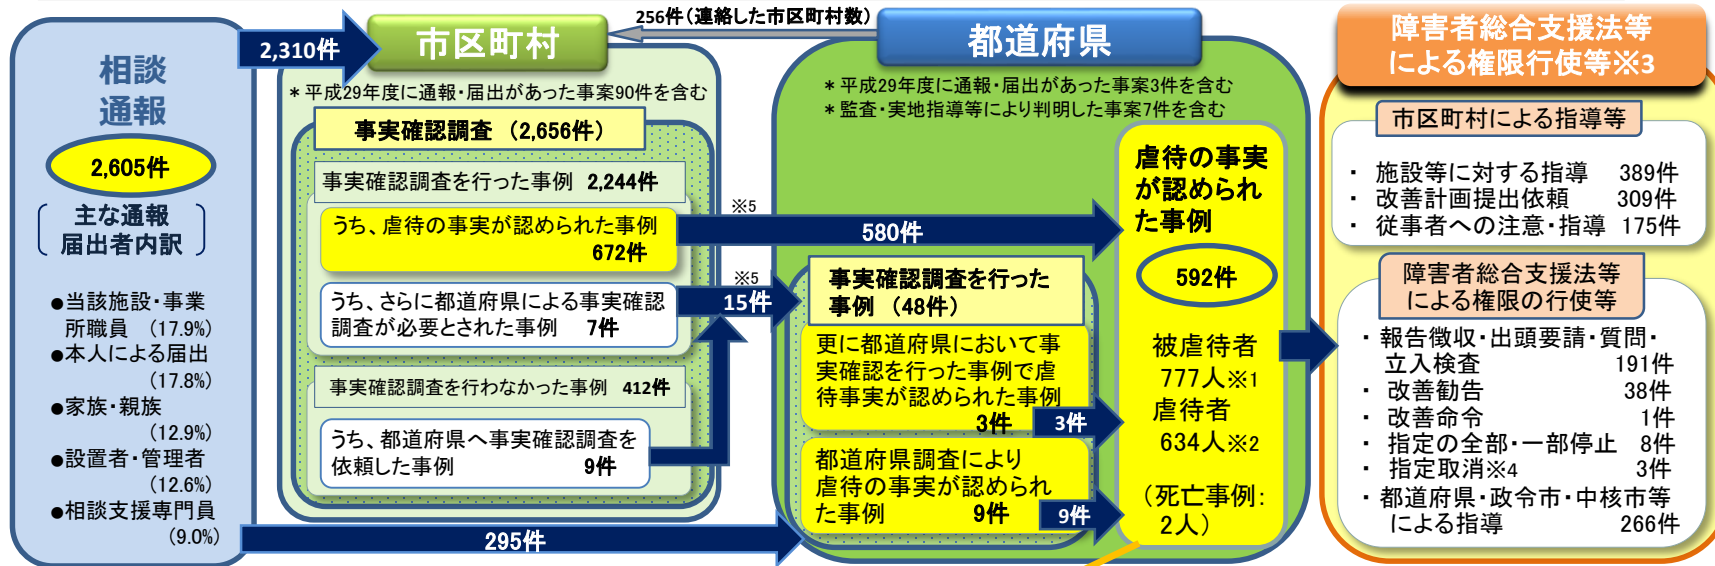 相談
通報
2,605件
主な通報
届出者内訳
●当該施設・事業
所職員 (17.9%)
●本人による届出
(17.8%)
●家族・親族
(12.9%)
●設置者・管理者
(12.6%)
●相談支援専門員
(9.0%)
2,310件
295件
市区町村
256件(連絡した市区町村数)
*平成29年度に通報・届出があった事案90件を含む
事実確認調査 (2,656件)
事実確認調査を行った事例 2,244件
うち、虐待の事実が認められた事例
672件
うち、さらに都道府県による事実確認
調査が必要とされた事例 7件
事実確認調査を行わなかった事例 412件
うち、都道府県へ事実確認調査を
依頼した事例 9件
※5
580件
※5
15件
都道府県
*平成29年度に通報・届出があった事案3件を含む
*監査・実地指導等により判明した事案7件を含む
事実確認調査を行った
事例 (48件)
更に都道府県において事
実確認を行った事例で虐
待事実が認められた事例
3件
3件
都道府県調査により
虐待の事実が認められ
た事例 9件
9件
虐待の事実
が認められ
た事例
592件
被虐待者
777人※1
虐待者
634人※2
(死亡事例:
2人)
障害者総合支援法等
による権限行使等※3
市区町村による指導等
・ 施設等に対する指導 389件
・ 改善計画提出依頼 309件
・ 従事者への注意・指導 175件
障害者総合支援法等
による権限の行使等
・ 報告徴収・出頭要請・質問・
立入検査 191件
・ 改善勧告 38件
・ 改善命令 1件
・ 指定の全部・一部停止 8件
・ 指定取消※4 3件
・ 都道府県・政令市・中核市等
による指導 266件